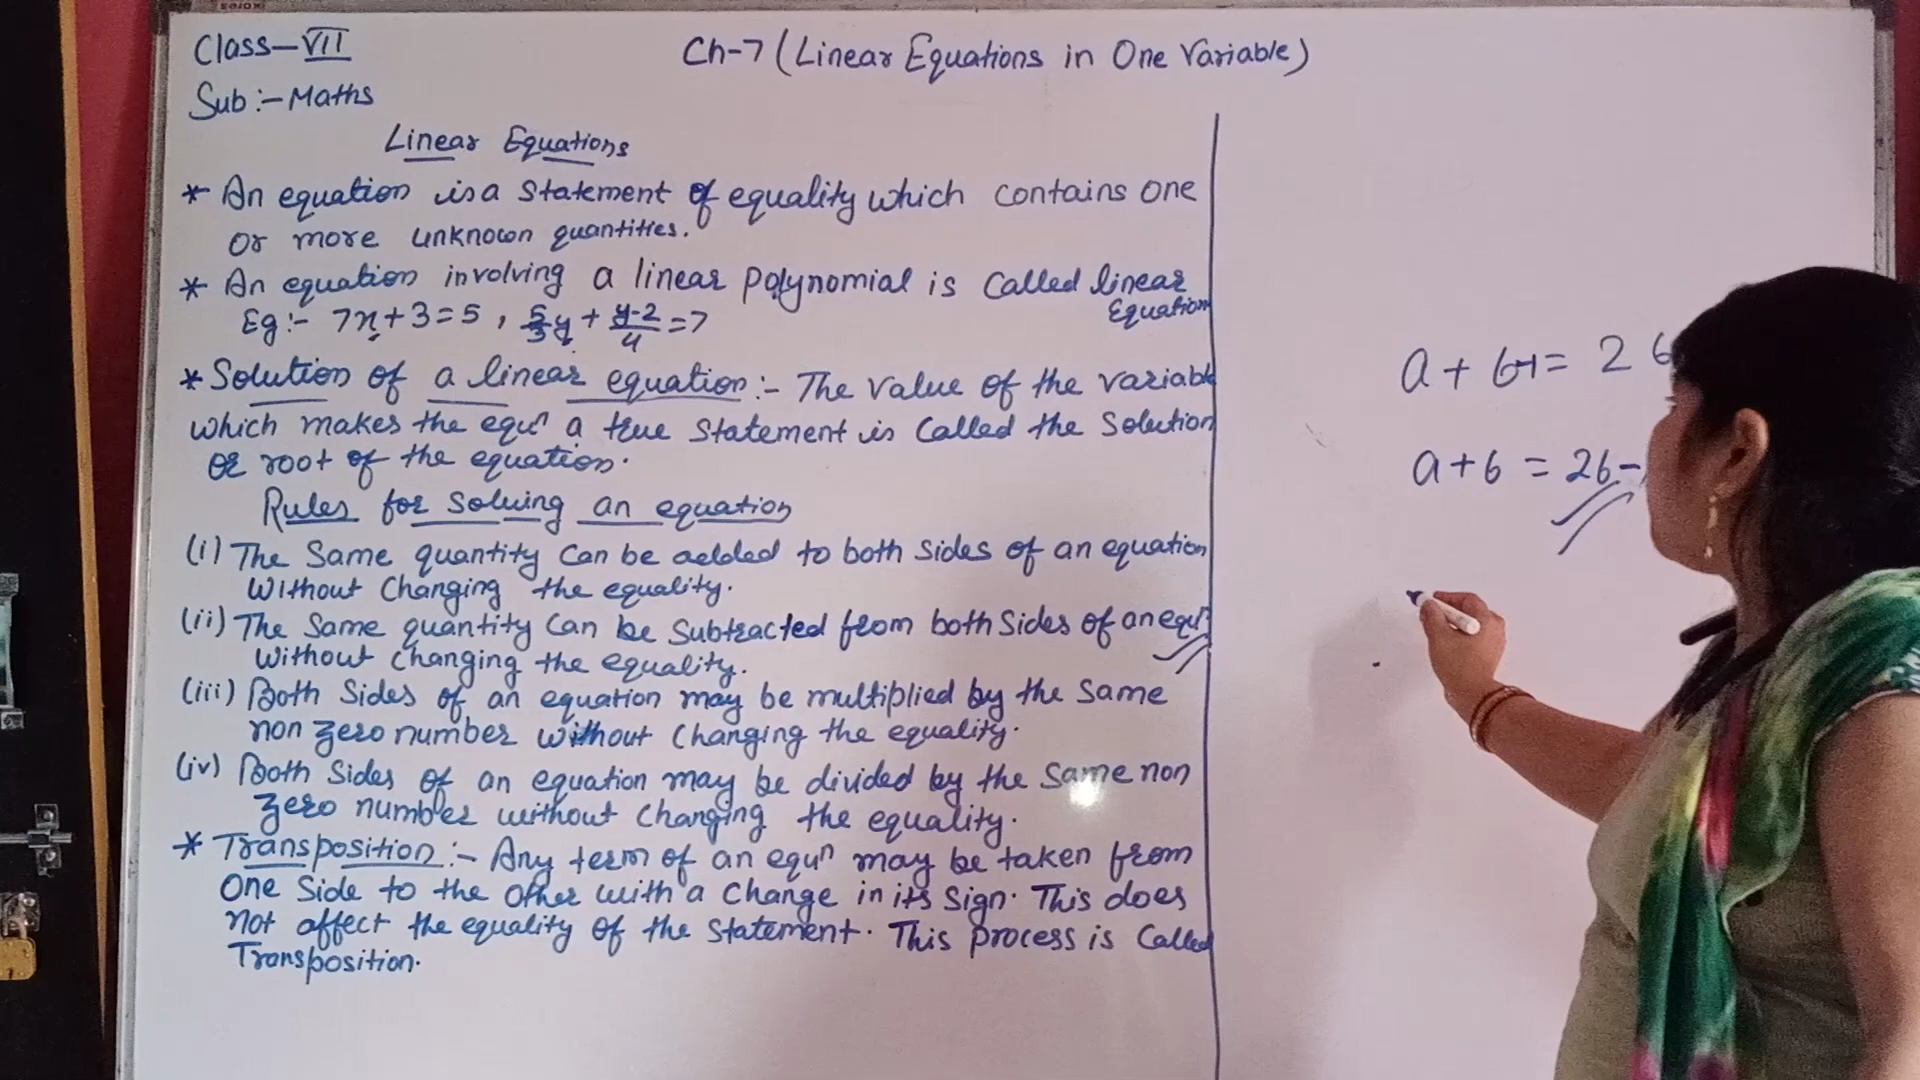 Class-VII
Ch-7 (Linear Equations in One Variable)
Sub:- Maths
Linear Equations
* An equation is a Statement of equality which contains one
or more unknown quantities.
* An equation involving a linear polynomial is Called linear
Equation
Eg:- 7x+3=5, 5/3y + y-2/4 =7
* Solution of a linear equation:- The value of the variable
which makes the equn a true Statement is Called the Solution
or root of the equation.
Rules for solving an equation
(i) The Same quantity Can be added to both Sides of an equation
Without Changing the equality.
(ii) The Same quantity Can be Subtracted from both Sides of an equn
Without Changing the equality.
(iii) Both Sides of an equation may be multiplied by the Same
non zero number without Changing the equality.
(iv) Both Sides of an equation may be divided by the Same non
zero number without Changing the equality.
* Transposition:- Any term of an equn may be taken from
One Side to the Other with a Change in its Sign. This does
not affect the equality of the Statement. This process is Called
Transposition.
a + 6 = 26
a+6 = 26-